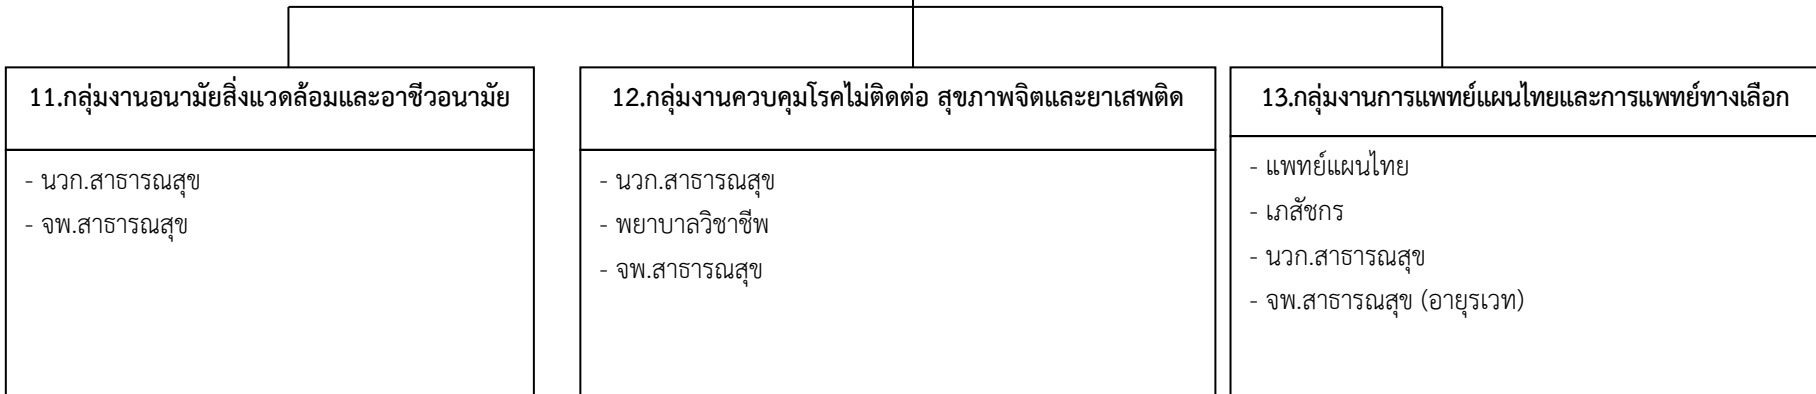 11.กลุ่มงานอนามัยสิ่งแวดล้อมและอาชีวอนามัย
- นวก.สาธารณสุข
- จพ.สาธารณสุข
12.กลุ่มงานควบคุมโรคไม่ติดต่อ สุขภาพจิตและยาเสพติด
- นวก.สาธารณสุข
- พยาบาลวิชาชีพ
- จพ.สาธารณสุข
13.กลุ่มงานการแพทย์แผนไทยและการแพทย์ทางเลือก
- แพทย์แผนไทย
- เภสัชกร
- นวก.สาธารณสุข
- จพ.สาธารณสุข (อายุรเวท)